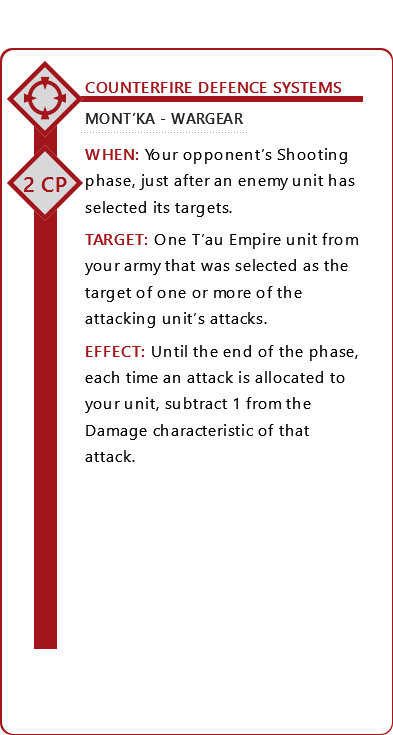 COUNTERFIRE DEFENCE SYSTEMS
MONT'KA - WARGEAR
2 CP
WHEN: Your opponent's Shooting
phase, just after an enemy unit has
selected its targets.
TARGET: One T'au Empire unit from
your army that was selected as the
target of one or more of the
attacking unit's attacks.
EFFECT: Until the end of the phase,
each time an attack is allocated to
your unit, subtract 1 from the
Damage characteristic of that
attack.